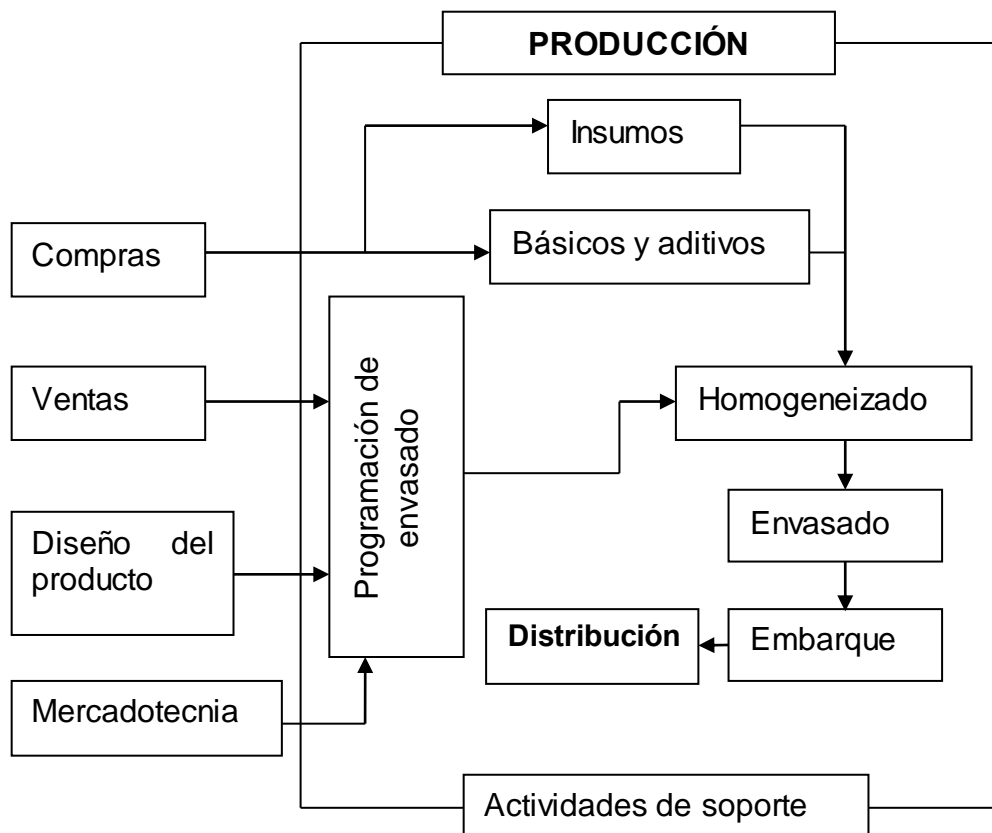 PRODUCCIÓN
Insumos
Básicos y aditivos
Compras
Ventas
Programación de
envasado
Homogeneizado
Diseño del
producto
Envasado
Distribución
Embarque
Mercadotecnia
Actividades de soporte